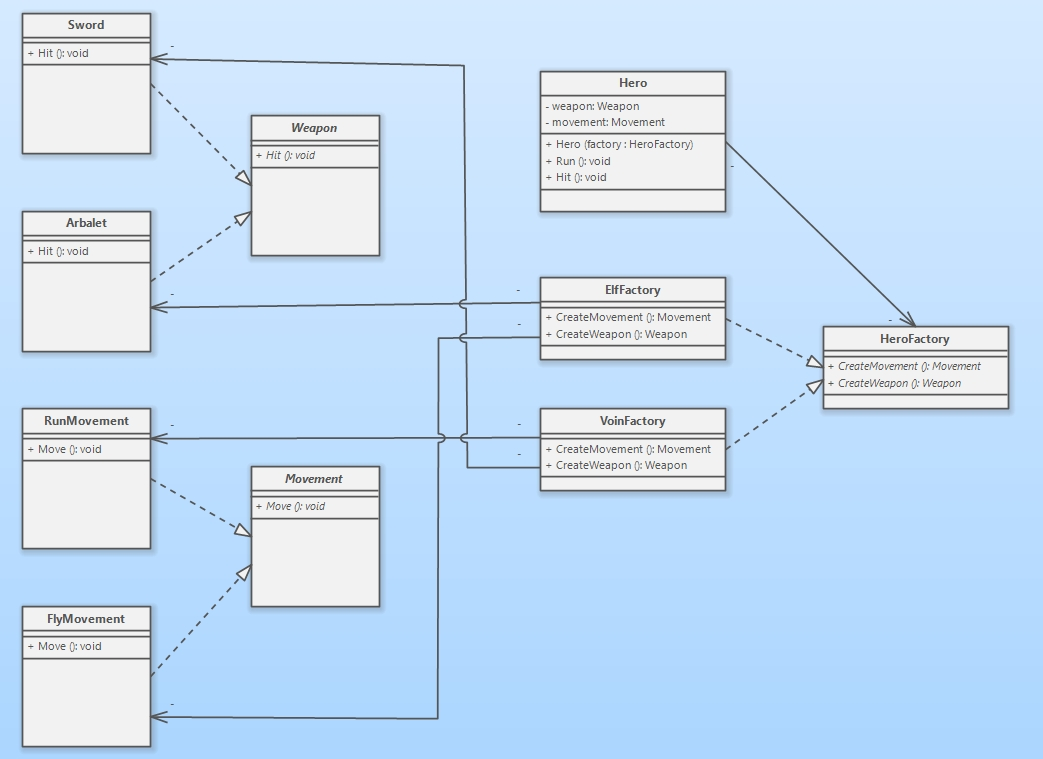 Sword
+ Hit (): void
Weapon
+ Hit (): void
Arbalet
+ Hit (): void
RunMovement
+ Move (): void
Movement
+ Move (): void
FlyMovement
+ Move (): void
Hero
- weapon: Weapon
- movement: Movement
+ Hero (factory : HeroFactory)
+ Run (): void
+ Hit (): void
ElfFactory
+ CreateMovement (): Movement
+ CreateWeapon (): Weapon
VoinFactory
+ CreateMovement (): Movement
+ CreateWeapon (): Weapon
HeroFactory
+ CreateMovement (): Movement
+ CreateWeapon (): Weapon